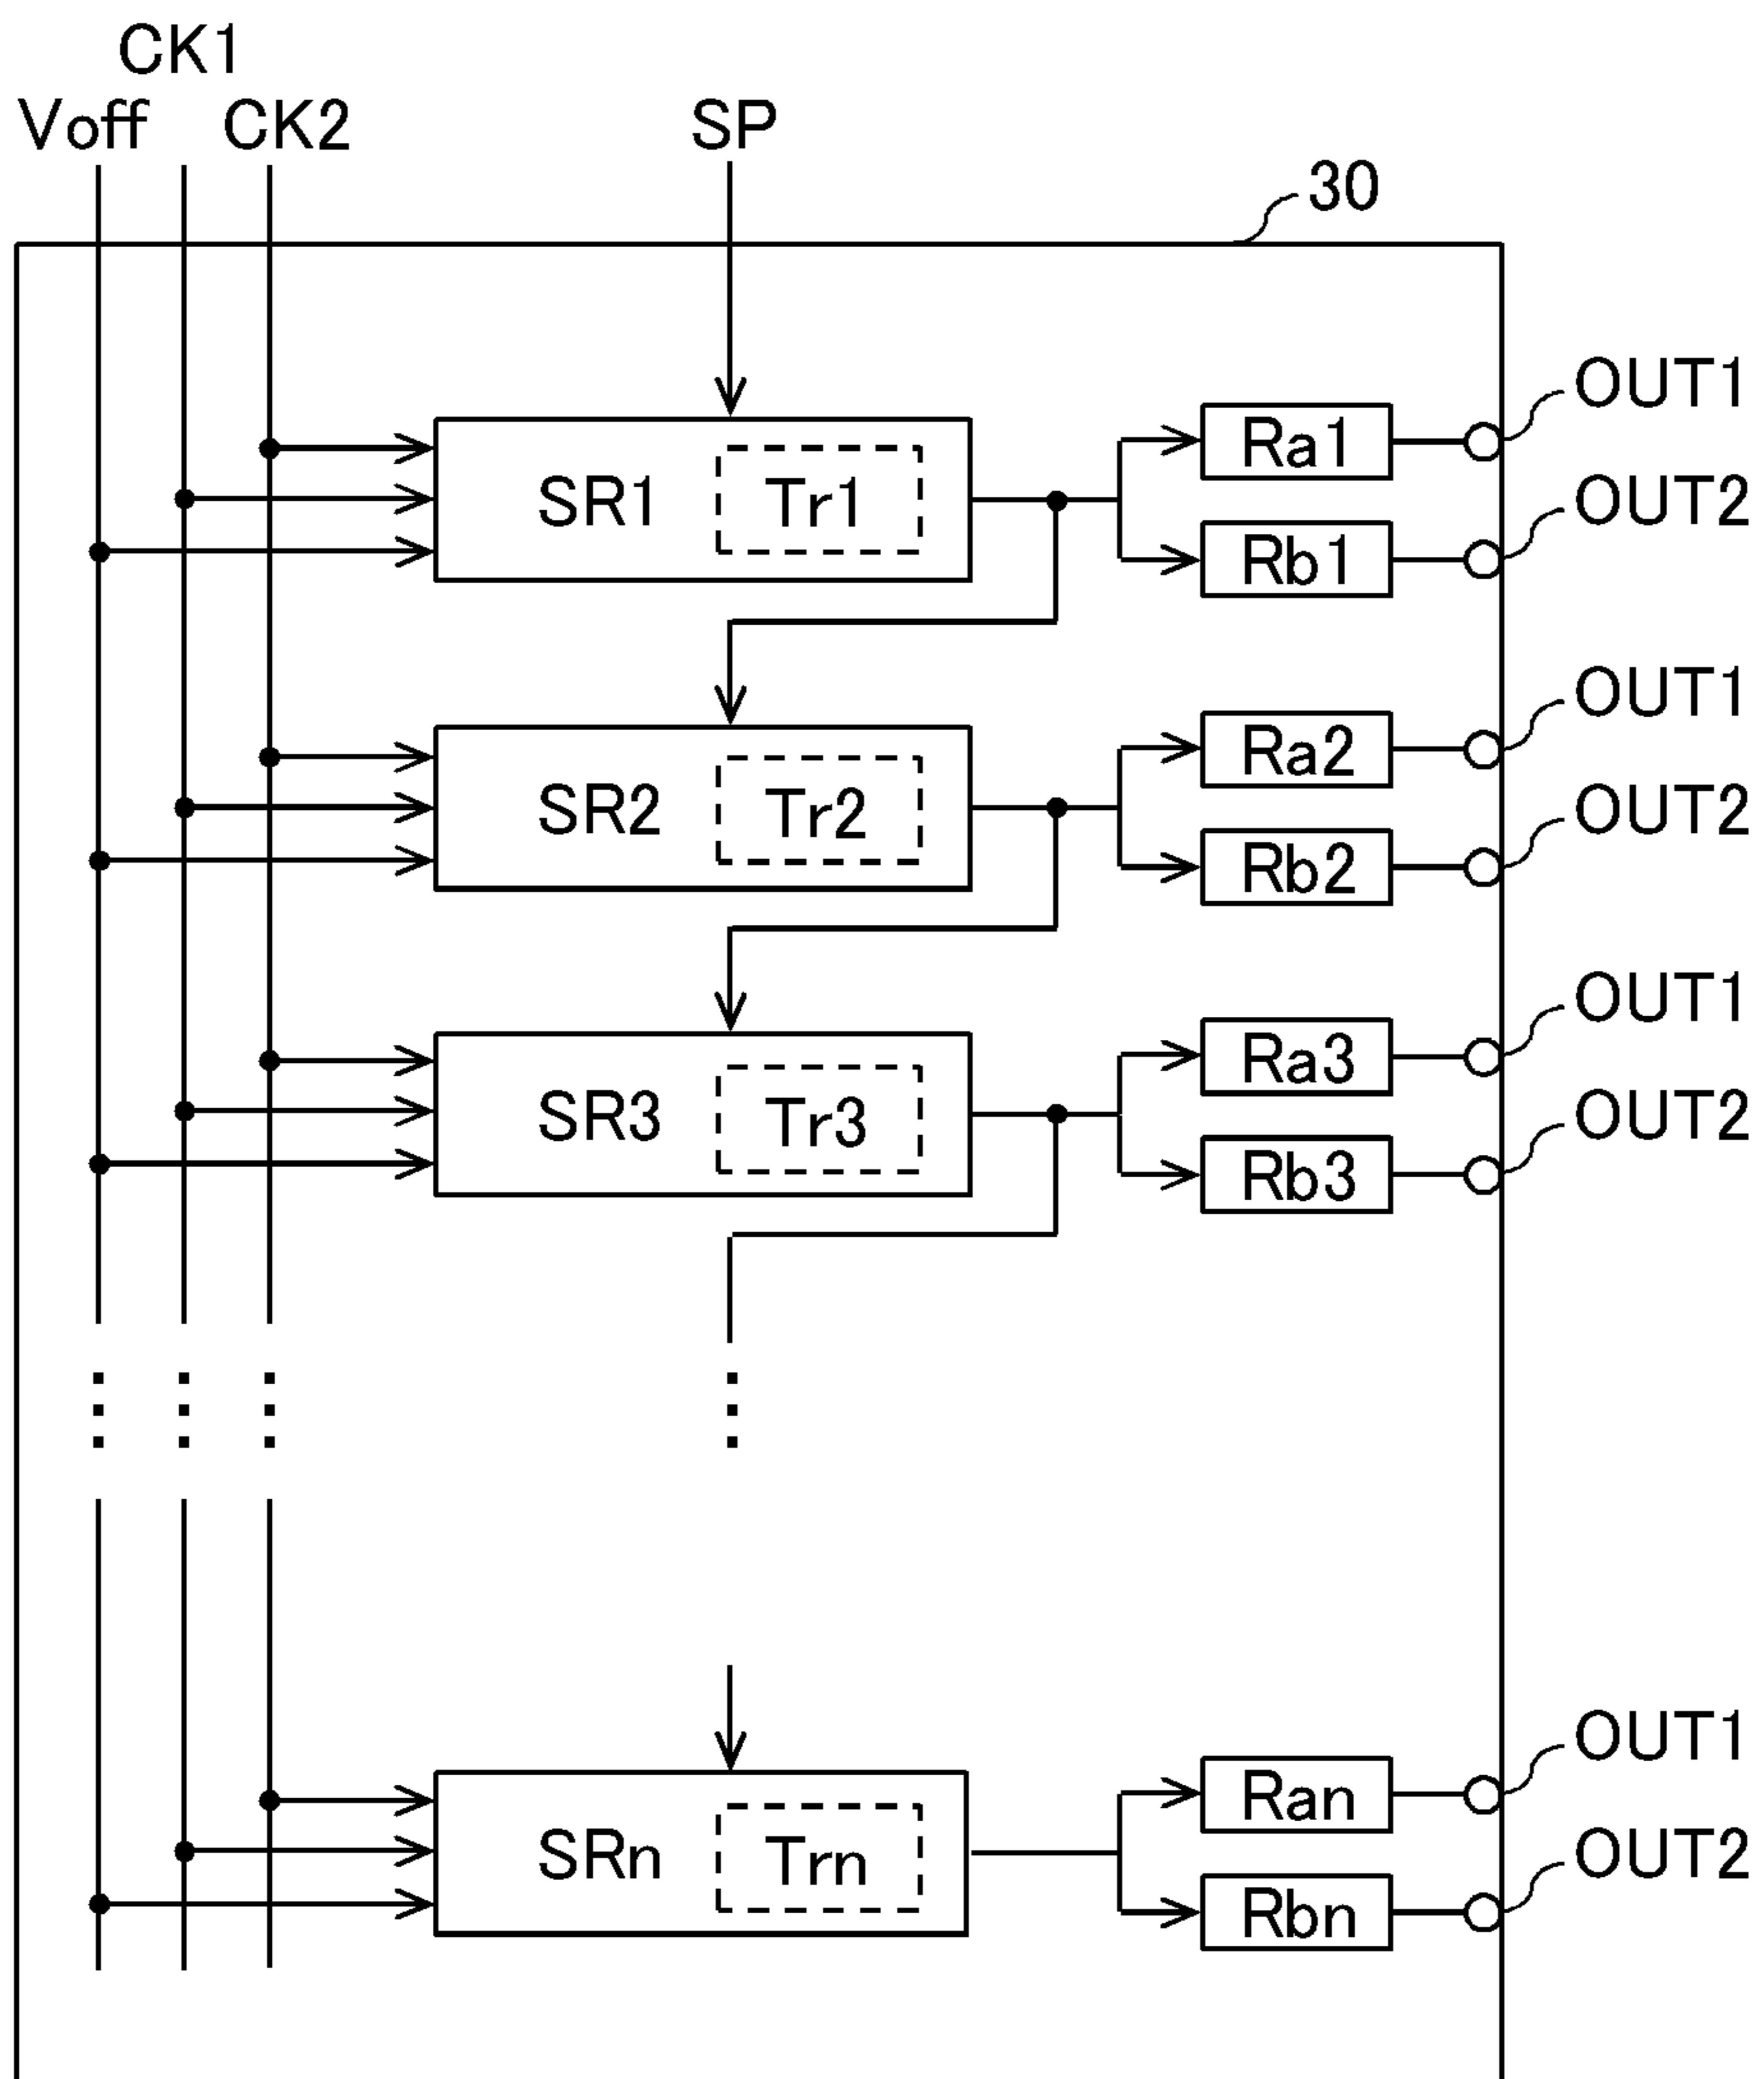 CK1
Voff CK2 SP
30
OUT1
SR1 Tr1 Ra1
OUT2
Rb1
OUT1
SR2 Tr2 Ra2
OUT2
Rb2
OUT1
SR3 Tr3 Ra3
OUT2
Rb3
OUT1
SRn Trn Ran
OUT2
Rbn